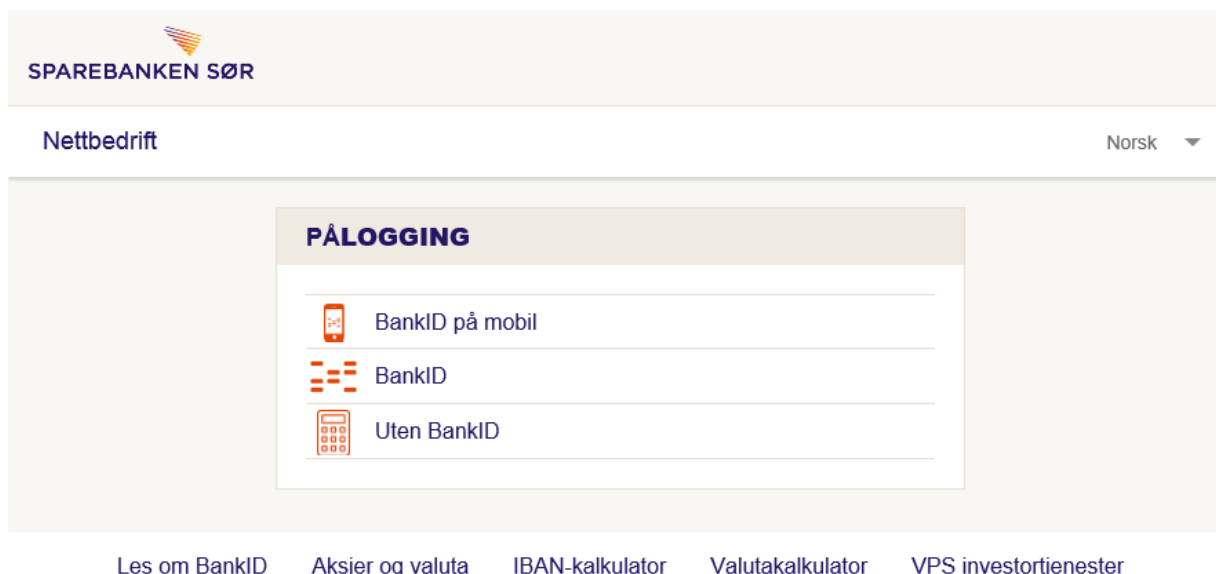 SPAREBANKEN SØR
Nettbedrift
Norsk
PÅLOGGING
BankID på mobil
BankID
Uten BankID
Les om BankID Aksjer og valuta IBAN-kalkulator Valutakalkulator VPS investortienester